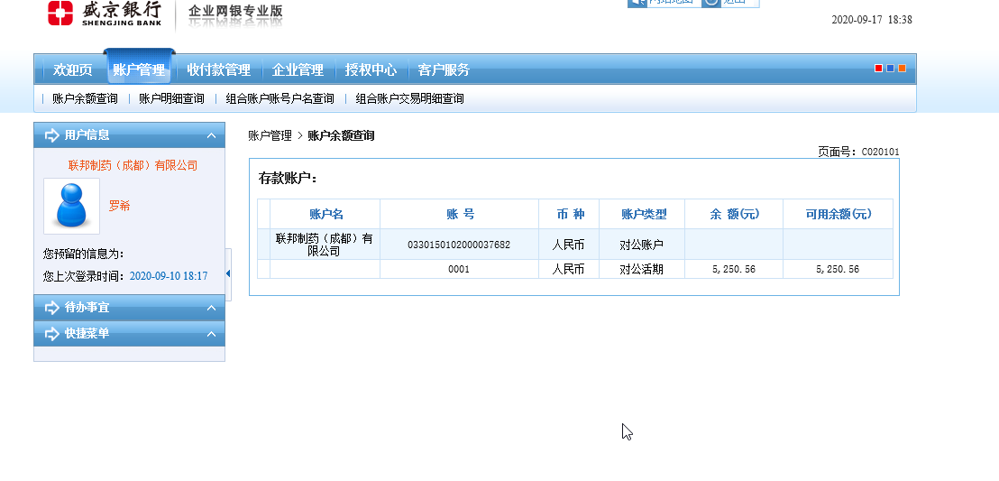 盛京銀行
SHENGJING BANK
企业网银专业版
网站地图 退出
2020-09-17 18:38
欢迎页 账户管理 收付款管理 企业管理 授权中心 客户服务
账户余额查询 账户明细查询 组合账户账号户名查询 组合账户交易明细查询
用户信息
联邦制药（成都）有限公司
罗希
您预留的信息为：
您上次登录时间：2020-09-10 18:17
待办事宜
快捷菜单
账户管理 > 账户余额查询
页面号：C020101
存款账户：
账户名 账 号 币 种 账户类型 余 额(元) 可用余额(元)
联邦制药（成都）有限公司 0330150102000037682 人民币 对公账户
0001 人民币 对公活期 5,250.56 5,250.56